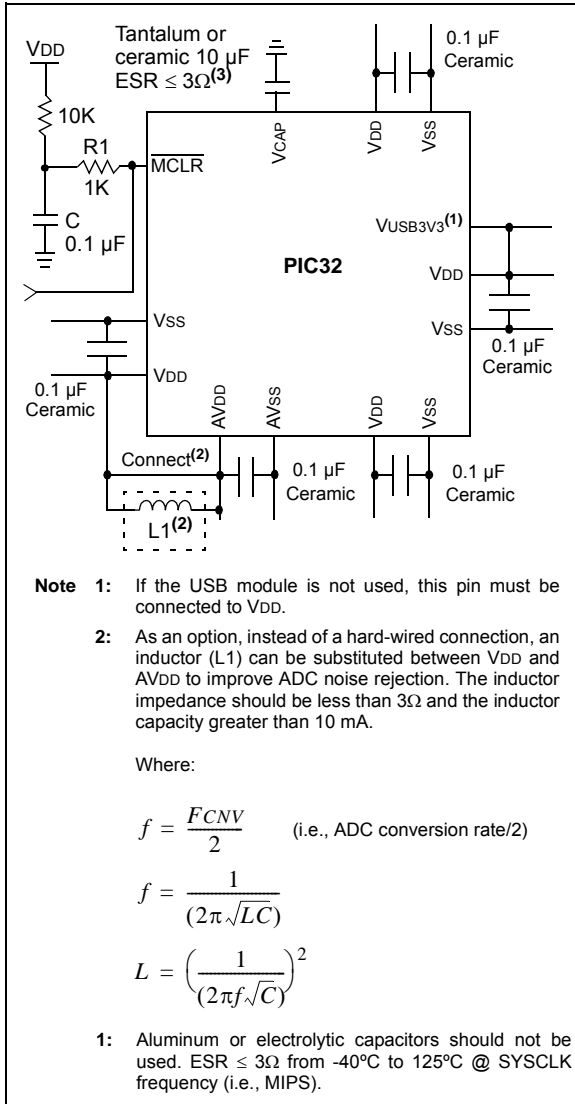 Tantalum or
ceramic 10 µF
ESR ≤ 3Ω(3)
0.1 µF
Ceramic
VDD
10K
R1
1K
C
0.1 µF
MCLR
VCAP
VDD
VSS
VUSB3V3(1)
VDD
VSS
PIC32
0.1 µF
Ceramic
VSS
VDD
0.1 µF
Ceramic
AVDD
AVSS
VDD
VSS
Connect(2)
L1(2)
0.1 µF
Ceramic
0.1 µF
Ceramic
Note 1: If the USB module is not used, this pin must be
connected to VDD.
2: As an option, instead of a hard-wired connection, an
inductor (L1) can be substituted between VDD and
AVDD to improve ADC noise rejection. The inductor
impedance should be less than 3Ω and the inductor
capacity greater than 10 mA.
Where:
f = FCNV / 2 (i.e., ADC conversion rate/2)
f = 1 / (2π√LC)
L = (1 / (2πf√C))²
1: Aluminum or electrolytic capacitors should not be
used. ESR ≤ 3Ω from -40ºC to 125ºC @ SYSCLK
frequency (i.e., MIPS).